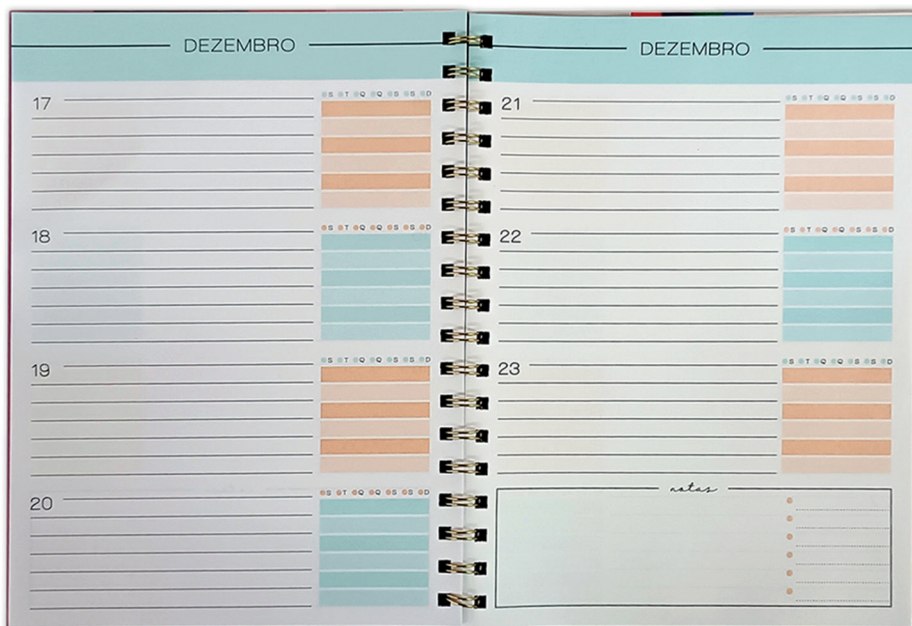 DEZEMBRO
17
S T Q Q S S D
18
S T Q Q S S D
19
S T Q Q S S D
20
S T Q Q S S D
DEZEMBRO
21
S T Q Q S S D
22
S T Q Q S S D
23
S T Q Q S S D
notas